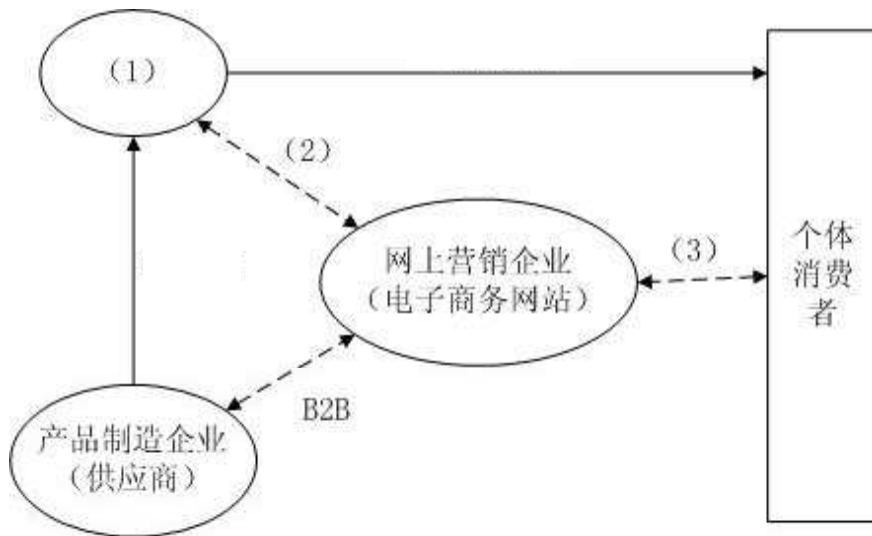 （1）
（2）
网上营销企业
（电子商务网站）
（3）
个体
消费
者
B2B
产品制造企业
（供应商）